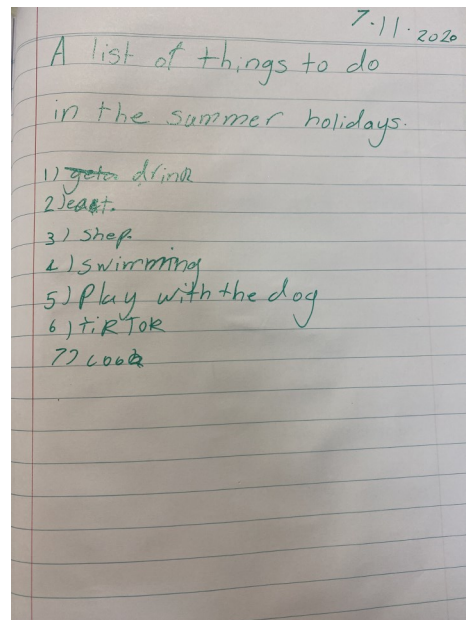 7.11.2020
A list of things to do
in the summer holidays.
1) drink
2) eat.
3) shep.
4) swimming
5) Play with the dog
6) tikTok
7) cook